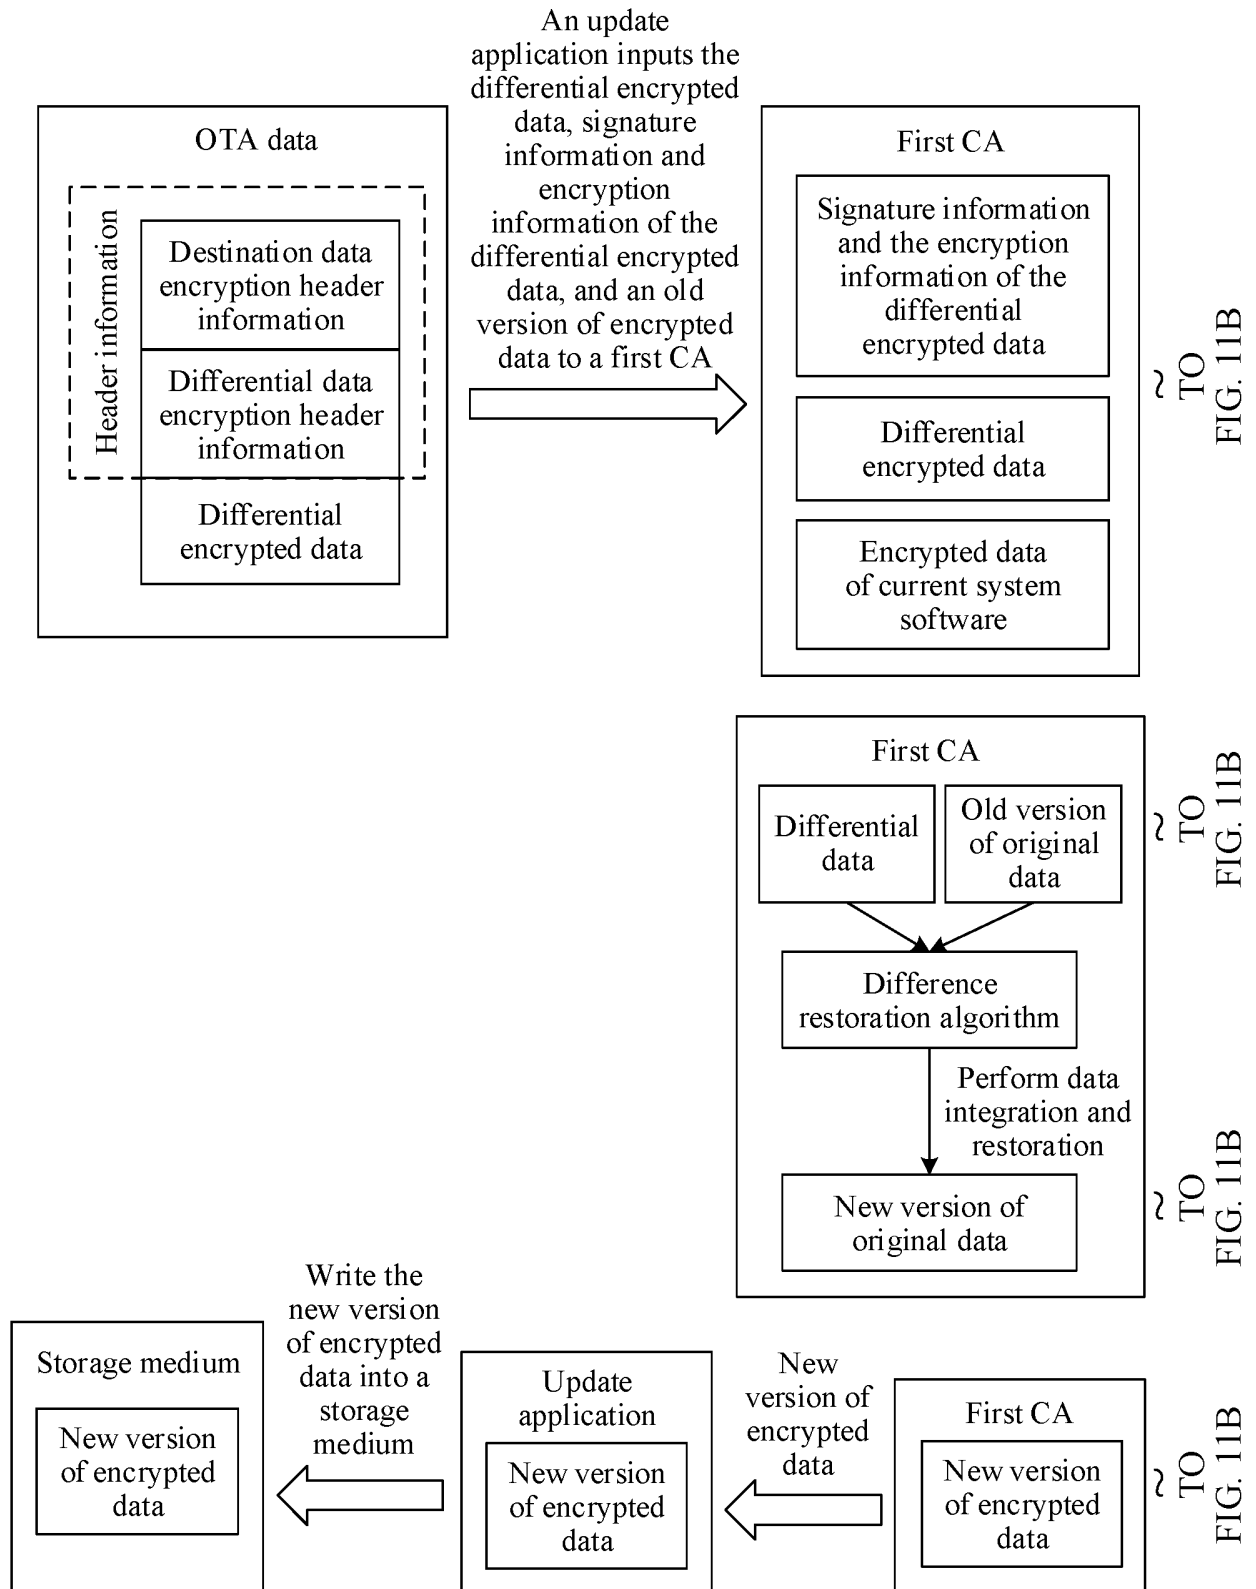 An update
application inputs the
differential encrypted
data, signature
information and
encryption
information of the
differential encrypted
data, and an old
version of encrypted
data to a first CA
OTA data
Header information
Destination data
encryption header
information
Differential data
encryption header
information
Differential
encrypted data
First CA
Signature information
and the encryption
information of the
differential
encrypted data
Differential
encrypted data
Encrypted data
of current system
software
~
TO
FIG. 11B
First CA
Differential
data
Old version
of original
data
Difference
restoration algorithm
Perform data
integration and
restoration
New version of
original data
~
TO
FIG. 11B
~
TO
FIG. 11B
Storage medium
New version
of encrypted
data
Write the
new version
of encrypted
data into a
storage
medium
Update
application
New version
of encrypted
data
New
version of
encrypted
data
First CA
New version
of encrypted
data
~
TO
FIG. 11B